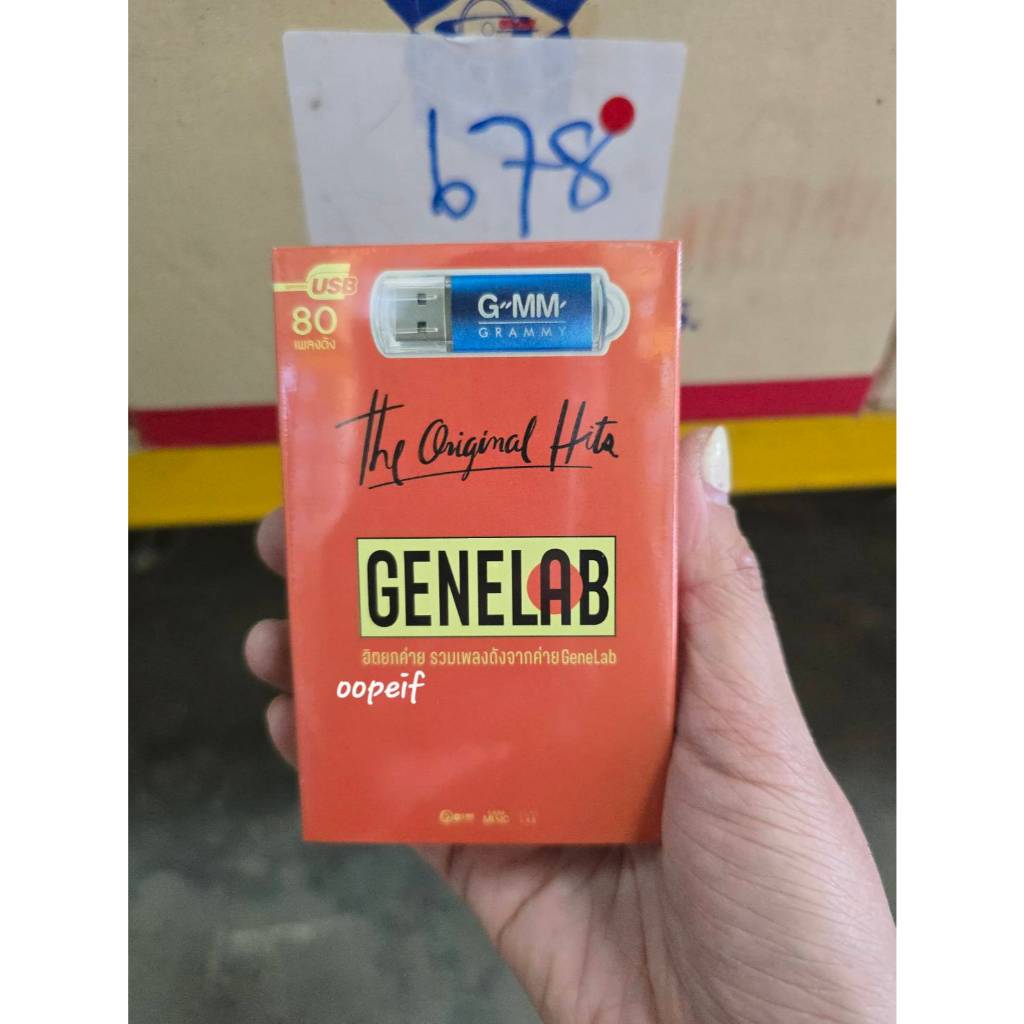 678
USB
80
เพลงดัง
G"MM'
GRAMMY
The Original Hits
GENELAB
ฮิตยกค่าย รวมเพลงดังจากค่าย GeneLab
oopeif